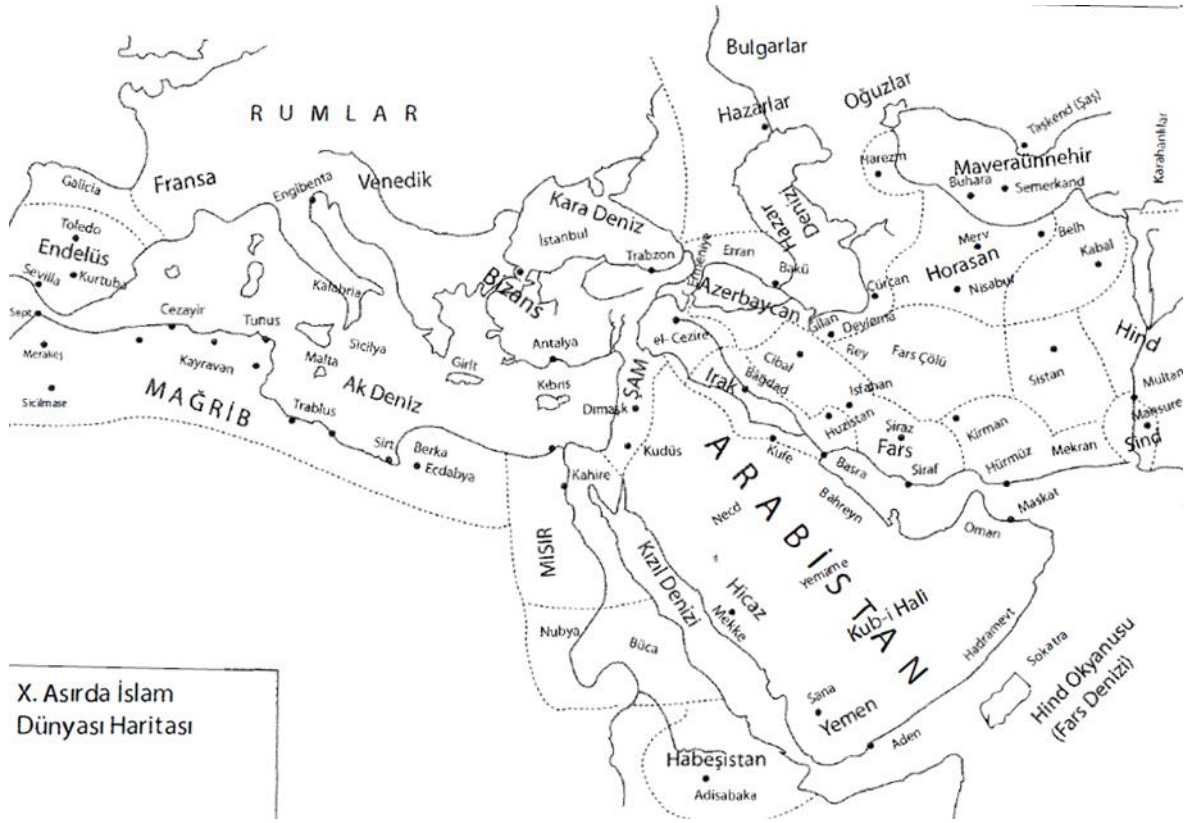 Bulgarlar
Hazarlar
Oğuzlar
Taşkend (Şaş)
Karahanlılar
RUMLAR
Harezm
Maveraünnehir
Buhara
Semerkand
Galicia
Fransa
Engibenta
Venedik
Kara Deniz
Hazar
Denizi
Toledo
Endelüs
Sevilla
Kurtuba
İstanbul
Trabzon
Ermeniye
Erran
Bakü
Merv
Belh
Kabal
Horasan
Nisabur
Bizans
Azerbaycan
Cürcan
Kalabria
Sept
Cezayir
Tunus
Gilan
Deylema
Hind
Merakeş
Kayravan
Malta
Sicilya
Girit
Antalya
el- Cezire
Cibal
Rey
Fars Çölü
Sistan
Multan
Ak Deniz
Kıbrıs
ŞAM
Irak
Bağdad
Isfahan
Mansure
Sicilmase
MAĞRİB
Trablus
Dımaşk
Huzistan
Şiraz
Fars
Kirman
Sind
Sirt
Berka
Ecdabya
Kudüs
Kufe
Basra
Siraf
Hürmüz
Mekran
Kahire
ARABİSTAN
Bahreyn
Maskat
Necd
Oman
MISIR
Kızıl Denizi
Yemame
Hicaz
Mekke
Kub-i Hali
Nubya
Büca
Hadramevt
Sokatra
Hind Okyanusu
(Fars Denizi)
Sana
Yemen
Aden
X. Asırda İslam
Dünyası Haritası
Habeşistan
Adisabaka